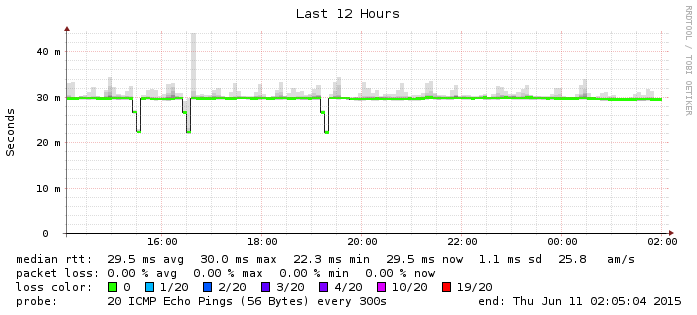 Last 12 Hours
RRDTOOL / TOBI OETIKER
Seconds
40 m
30 m
20 m
10 m
0
16:00 18:00 20:00 22:00 00:00 02:00
median rtt: 29.5 ms avg 30.0 ms max 22.3 ms min 29.5 ms now 1.1 ms sd 25.8 am/s
packet loss: 0.00 % avg 0.00 % max 0.00 % min 0.00 % now
loss color: 0 1/20 2/20 3/20 4/20 10/20 19/20
probe: 20 ICMP Echo Pings (56 Bytes) every 300s end: Thu Jun 11 02:05:04 2015